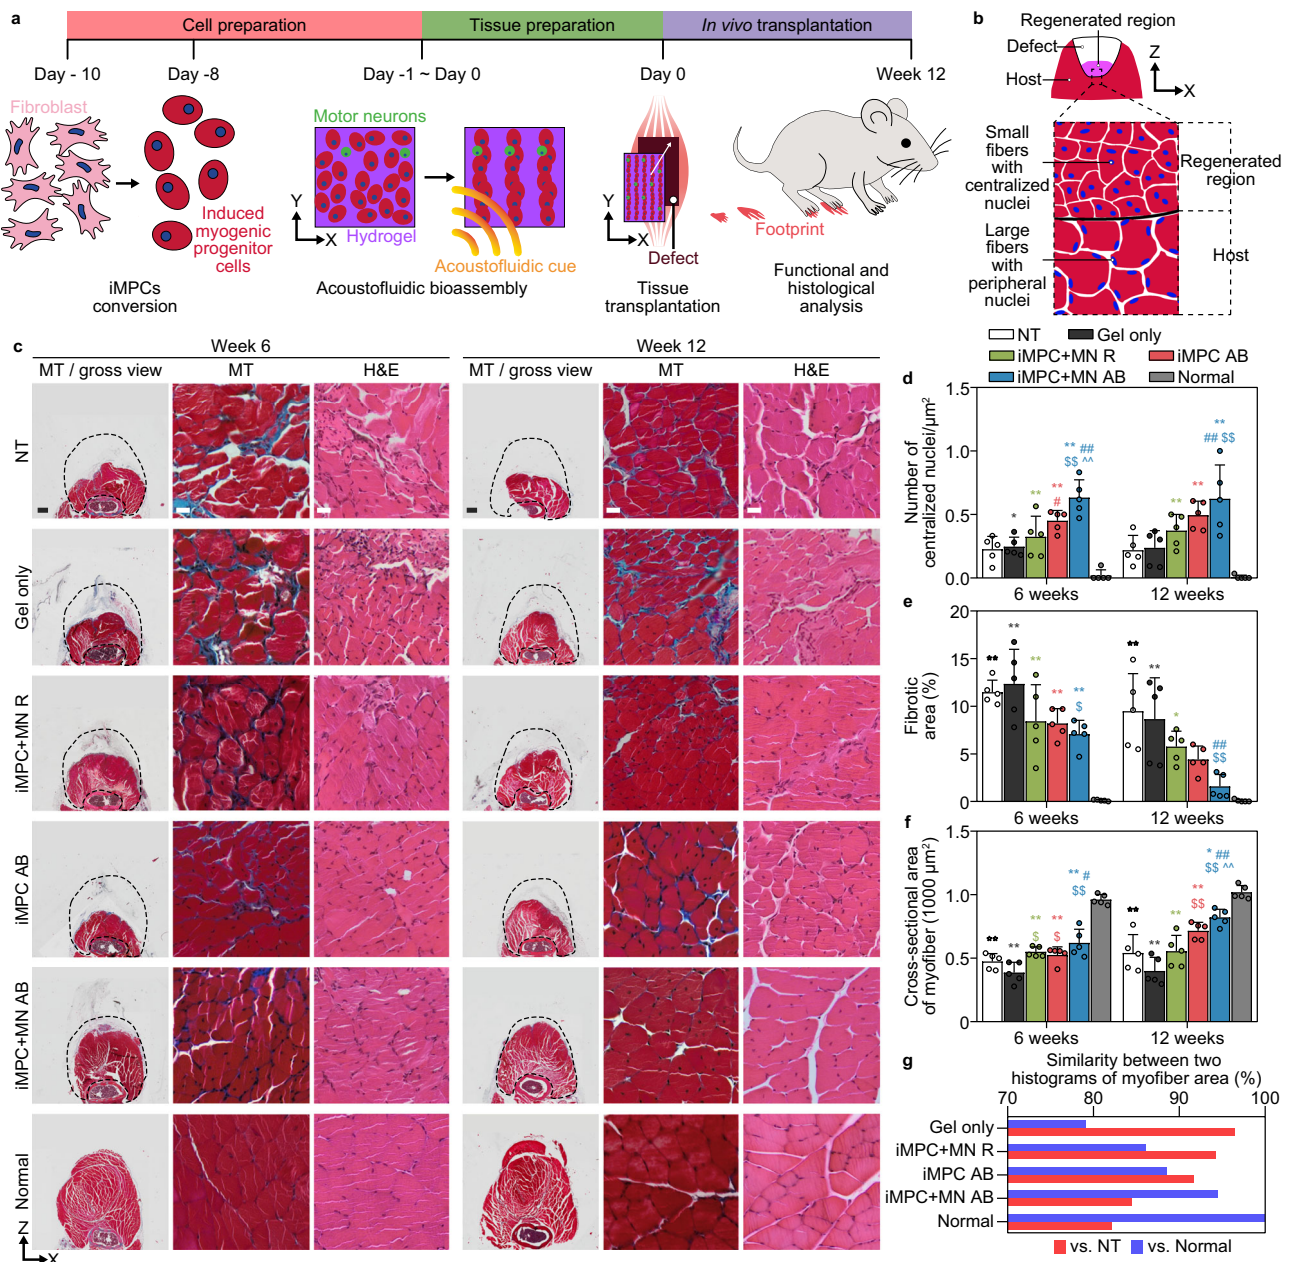 a
Cell preparation
Tissue preparation
In vivo transplantation
Day - 10
Day -8
Day -1 ~ Day 0
Day 0
Week 12
Fibroblast
Induced
myogenic
progenitor
cells
iMPCs
conversion
Motor neurons
Y
X
Hydrogel
Acoustofluidic cue
Acoustofluidic bioassembly
Y
X
Defect
Tissue
transplantation
Footprint
Functional and
histological
analysis
b
Regenerated region
Defect
Host
Z
X
Small
fibers
with
centralized
nuclei
Regenerated
region
Large
fibers
with
peripheral
nuclei
Host
c
Week 6
Week 12
MT / gross view
MT
H&E
MT / gross view
MT
H&E
NT
Gel only
iMPC+MN R
iMPC AB
iMPC+MN AB
Normal
Z
X
NT
Gel only
iMPC+MN R
iMPC AB
iMPC+MN AB
Normal
d
Number of
centralized nuclei/µm²
1.5
1.0
0.5
0.0
*
**
**
#
** ##
$$ ^^
**
**
**
## $$
6 weeks
12 weeks
e
Fibrotic
area (%)
20
15
10
5
0
**
**
**
**
**
$
**
**
*
##
$$
6 weeks
12 weeks
f
Cross-sectional area
of myofiber (1000 µm²)
1.5
1.0
0.5
0
**
**
**
$
**
$
** #
$$
**
**
**
**
$$
* ##
$$ ^^
6 weeks
12 weeks
g
Similarity between two
histograms of myofiber area (%)
70
80
90
100
Gel only
iMPC+MN R
iMPC AB
iMPC+MN AB
Normal
vs. NT
vs. Normal